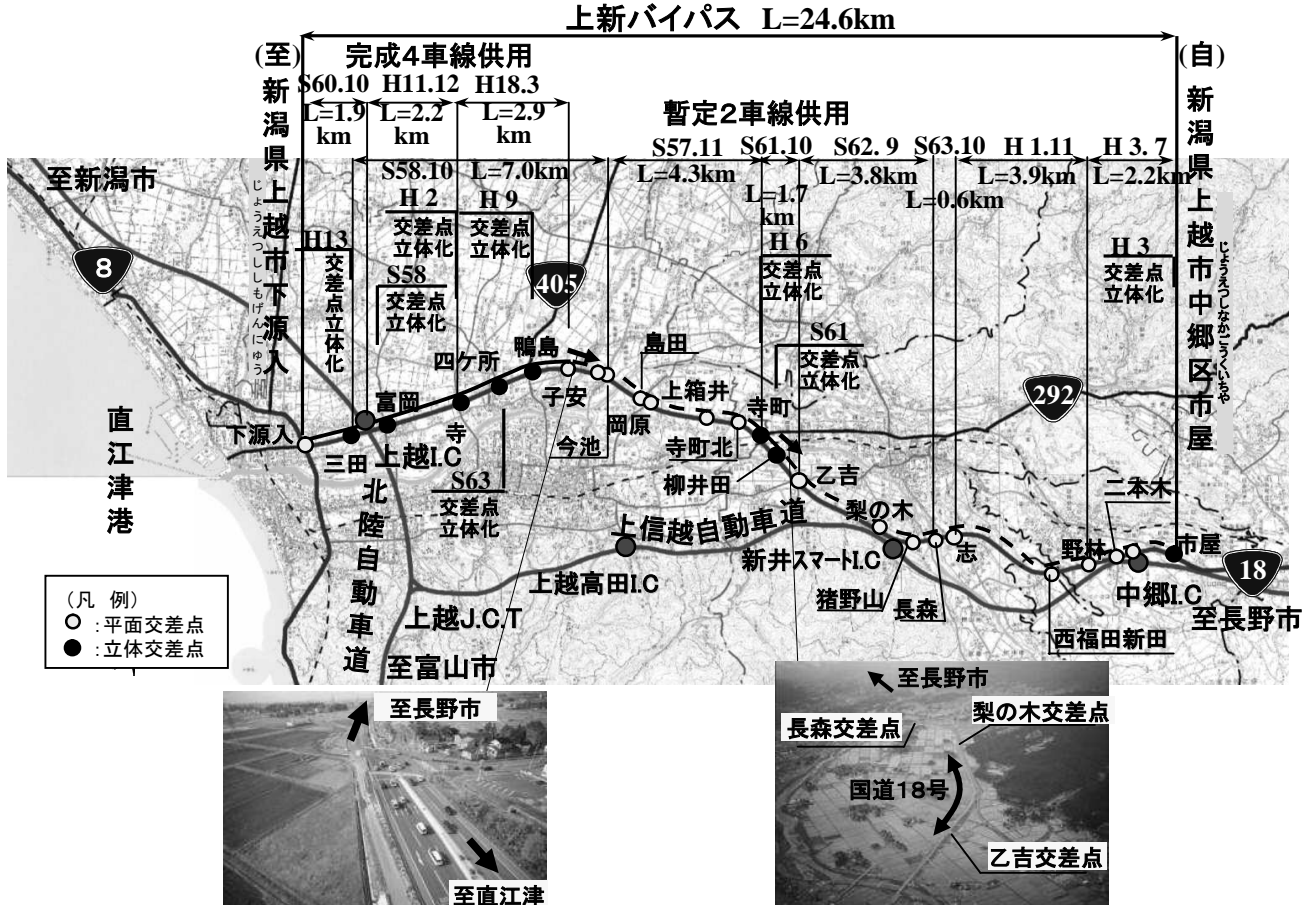 上新バイパス L=24.6km
(至)
新潟県上越市下源入
じょうえつししもげんにゅう
完成4車線供用
S60.10 H11.12 H18.3
L=1.9km
L=2.2km
L=2.9km
暫定2車線供用
(自)
新潟県上越市中郷区市屋
じょうえつしなかごうくいちや
S58.10
L=7.0km
S57.11
L=4.3km
S61.10
L=1.7km
S62. 9
L=3.8km
S63.10
L=0.6km
H 1.11
L=3.9km
H 3. 7
L=2.2km
至新潟市
8
H13
交差点立体化
H 2
交差点
立体化
H 9
交差点
立体化
S58
交差点
立体化
405
H 6
交差点
立体化
S61
交差点
立体化
H 3
交差点
立体化
292
直江津港
下源入
三田
富岡
上越I.C
寺
四ケ所
鴨島
子安
今池
島田
岡原
上箱井
寺町北
寺町
柳井田
乙吉
梨の木
猪野山
長森
志
西福田新田
野林
二本木
市屋
中郷I.C
18
至長野市
S63
交差点
立体化
北陸自動車道
上信越自動車道
上越高田I.C
新井スマートI.C
上越J.C.T
至富山市
(凡 例)
:平面交差点
:立体交差点
至長野市
至直江津
至長野市
長森交差点
梨の木交差点
国道18号
乙吉交差点